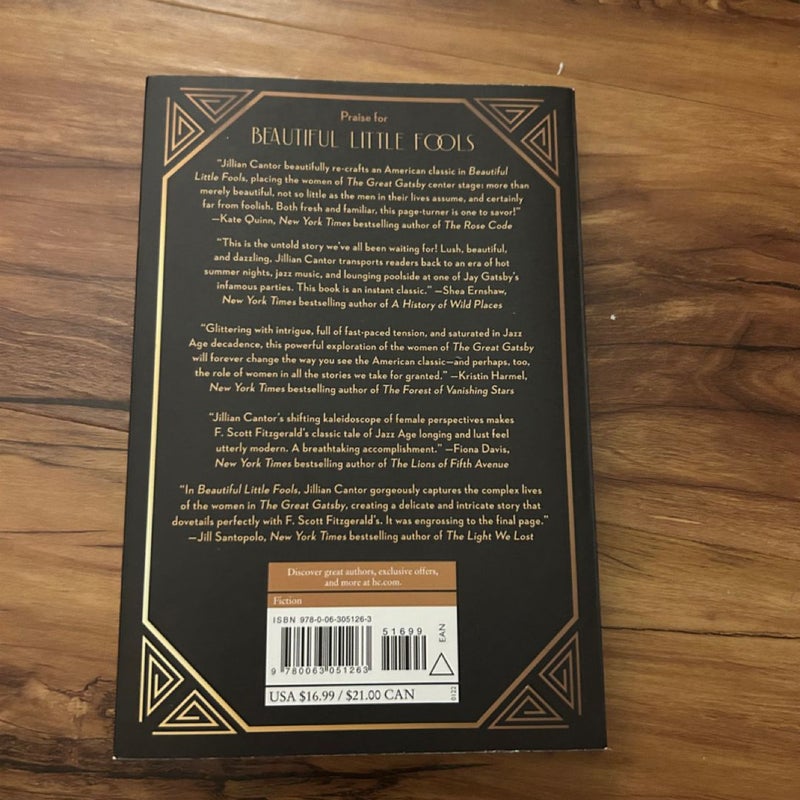 Praise for
BEAUTIFUL LITTLE FOOLS
“Jillian Cantor beautifully re-crafts an American classic in Beautiful
Little Fools, placing the women of The Great Gatsby center stage: more than
merely beautiful, not so little as the men in their lives assume, and certainly
far from foolish. Both fresh and familiar, this page-turner is one to savor!”
—Kate Quinn, New York Times bestselling author of The Rose Code
“This is the untold story we’ve all been waiting for! Lush, beautiful,
and dazzling, Jillian Cantor transports readers back to an era of hot
summer nights, jazz music, and lounging poolside at one of Jay Gatsby’s
infamous parties. This book is an instant classic.” —Shea Ernshaw,
New York Times bestselling author of A History of Wild Places
“Glittering with intrigue, full of fast-paced tension, and saturated in Jazz
Age decadence, this powerful exploration of the women of The Great Gatsby
will forever change the way you see the American classic—and perhaps, too,
the role of women in all the stories we take for granted.” —Kristin Harmel,
New York Times bestselling author of The Forest of Vanishing Stars
“Jillian Cantor’s shifting kaleidoscope of female perspectives makes
F. Scott Fitzgerald’s classic tale of Jazz Age longing and lust feel
utterly modern. A breathtaking accomplishment.” —Fiona Davis,
New York Times bestselling author of The Lions of Fifth Avenue
“In Beautiful Little Fools, Jillian Cantor gorgeously captures the complex lives
of the women in The Great Gatsby, creating a delicate and intricate story that
dovetails perfectly with F. Scott Fitzgerald’s. It was engrossing to the final page.”
—Jill Santopolo, New York Times bestselling author of The Light We Lost
Discover great authors, exclusive offers,
and more at hc.com.
Fiction
ISBN 978-0-06-305126-3
51699
EAN
9 780063 051263
USA $16.99 / $21.00 CAN
0122